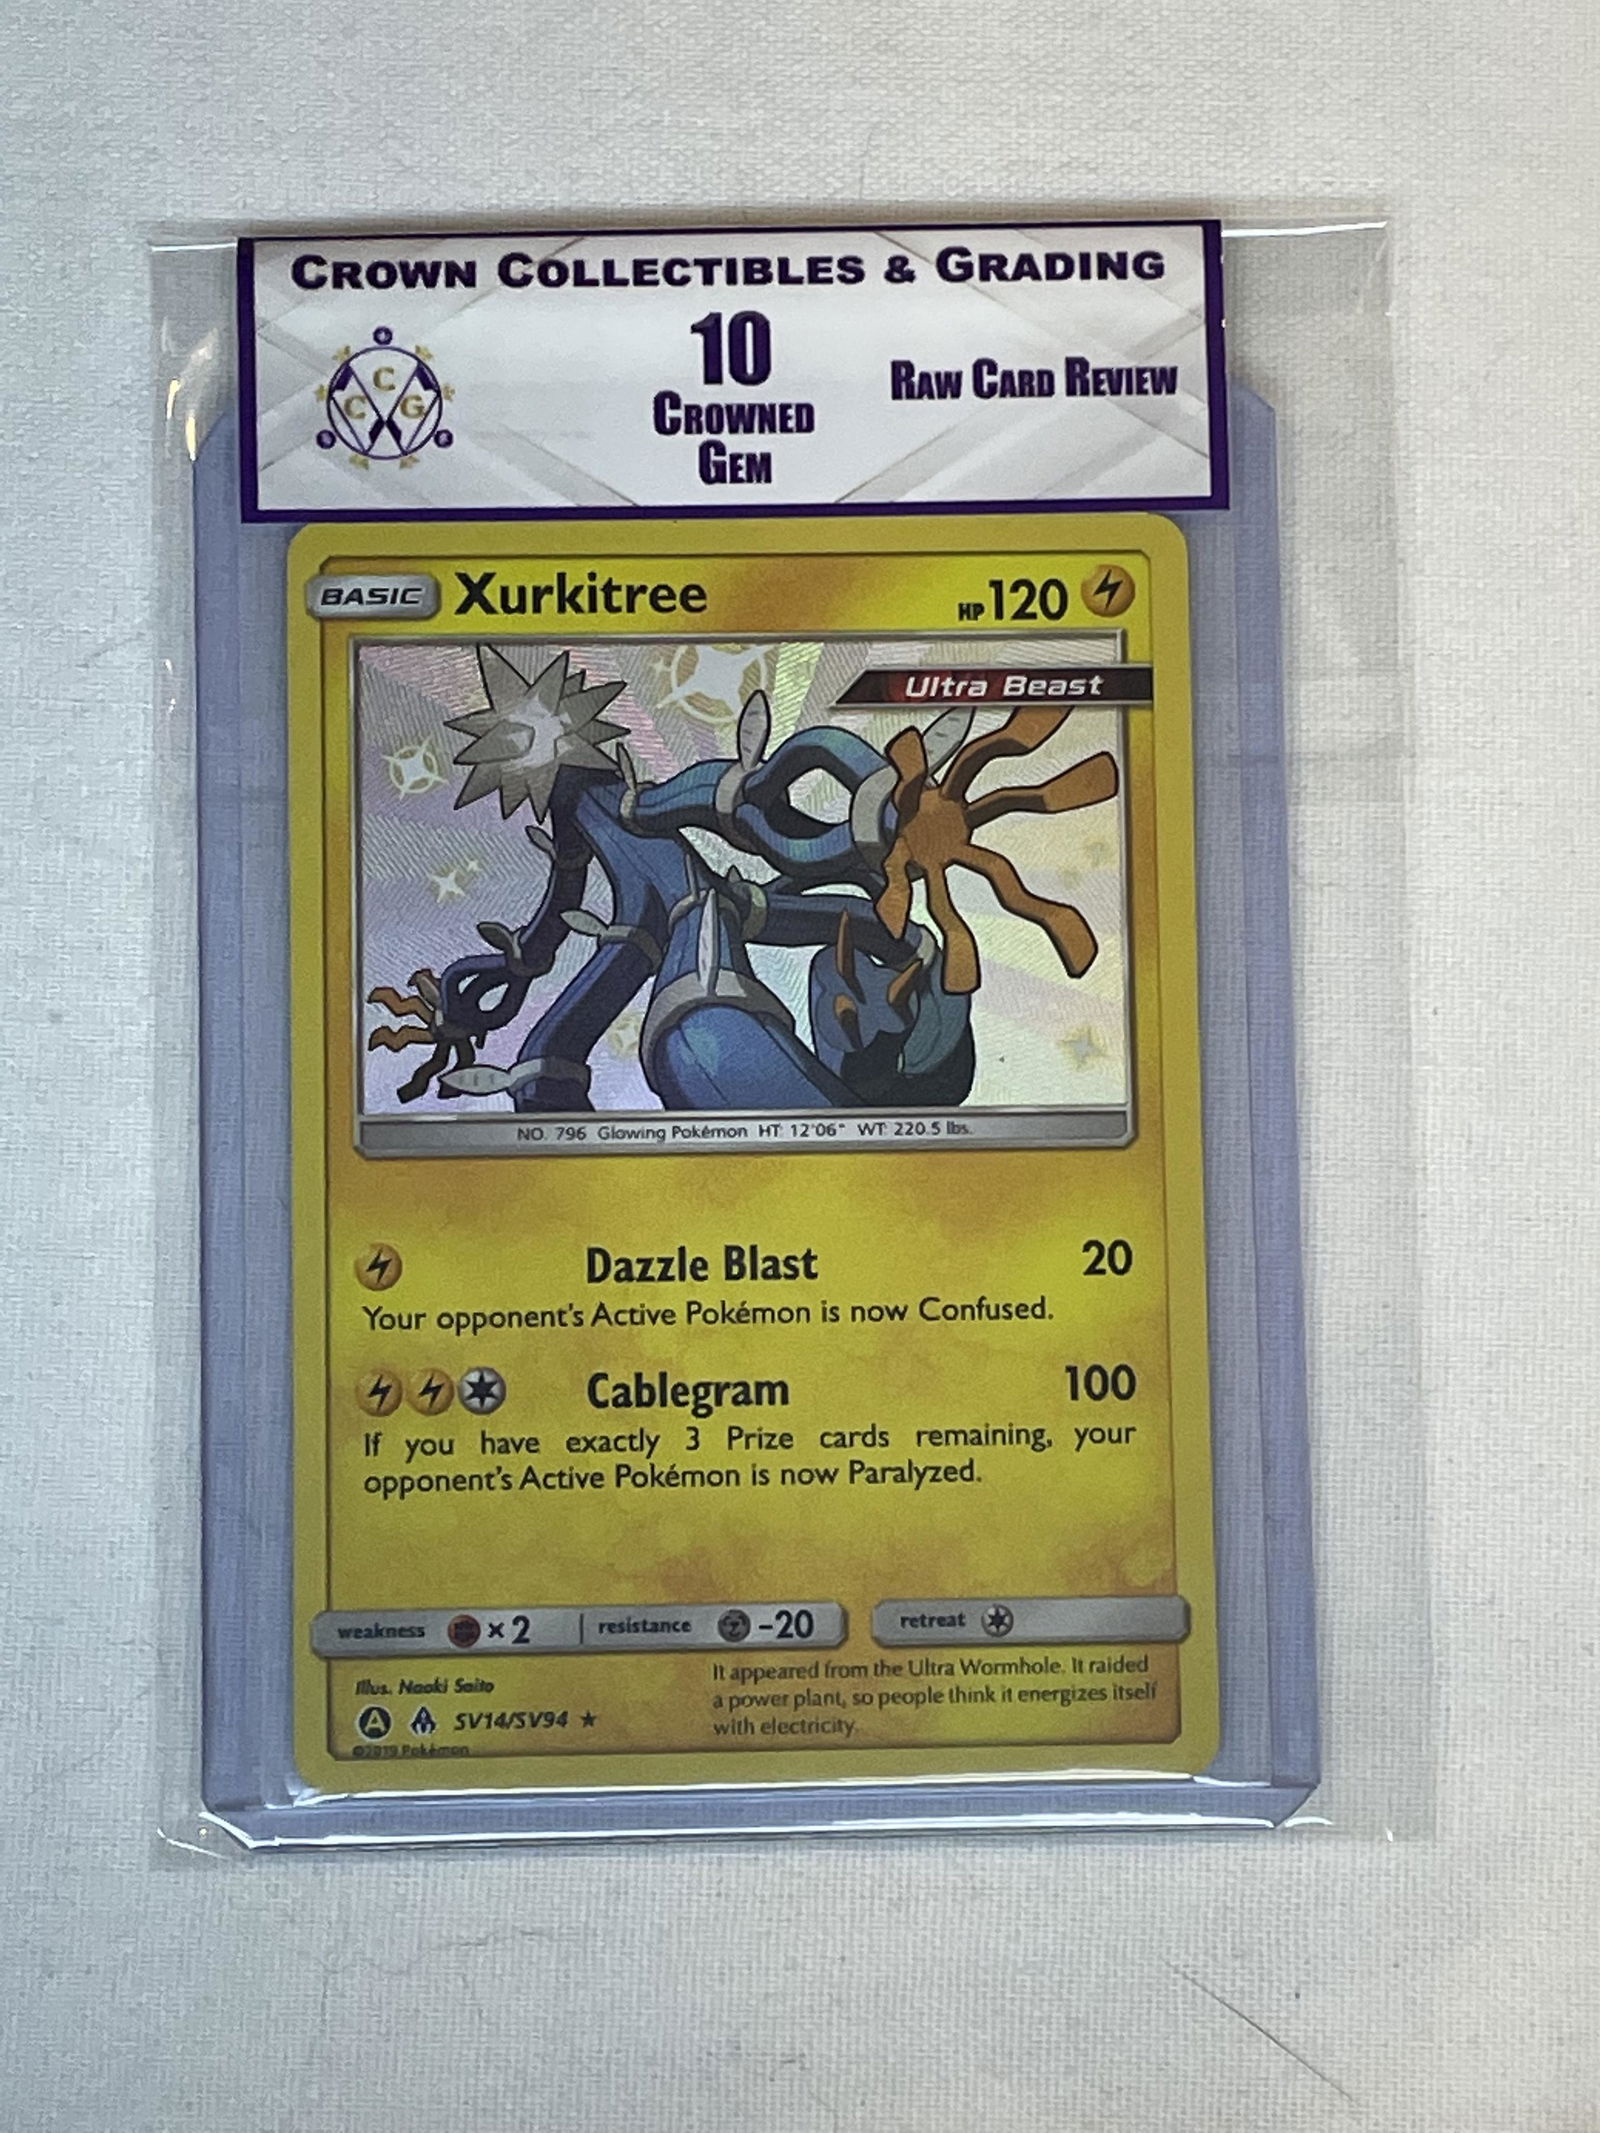 CROWN COLLECTIBLES & GRADING
C
C G
10
CROWNED
GEM
RAW CARD REVIEW
BASIC Xurkitree HP 120
Ultra Beast
NO. 796 Glowing Pokémon HT: 12'06" WT: 220.5 lbs.
Dazzle Blast 20
Your opponent's Active Pokémon is now Confused.
Cablegram 100
If you have exactly 3 Prize cards remaining, your
opponent's Active Pokémon is now Paralyzed.
weakness ×2 resistance -20 retreat
Illus. Naoki Saito
A SV14/SV94 ★
©2019 Pokémon
It appeared from the Ultra Wormhole. It raided
a power plant, so people think it energizes itself
with electricity.